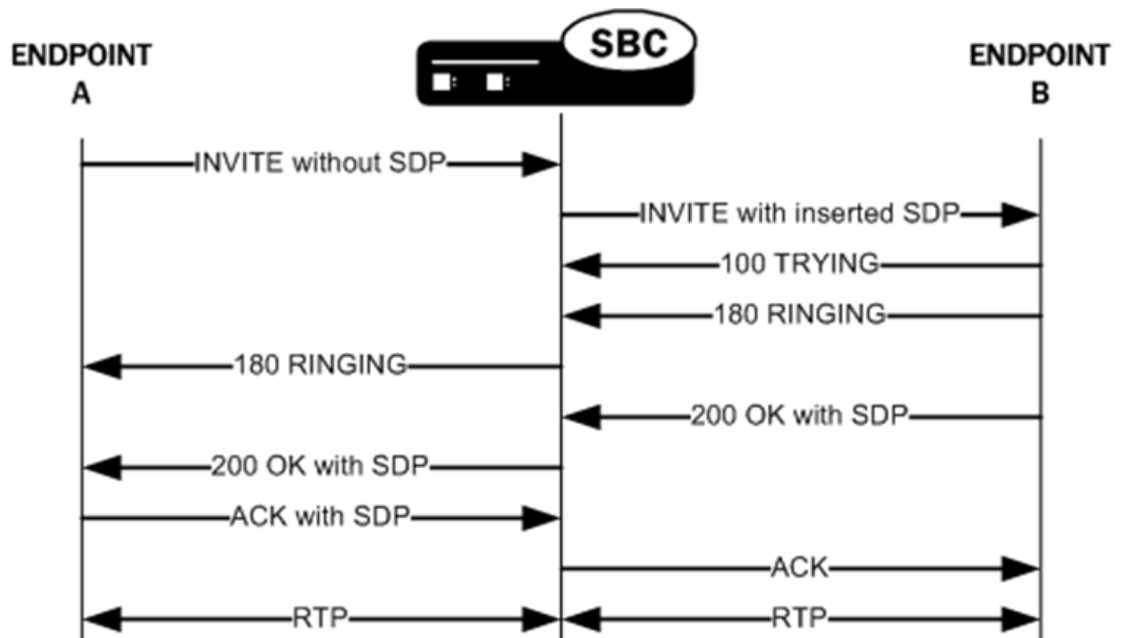 SBC
ENDPOINT
A
ENDPOINT
B
INVITE without SDP
INVITE with inserted SDP
100 TRYING
180 RINGING
180 RINGING
200 OK with SDP
200 OK with SDP
ACK with SDP
ACK
RTP
RTP